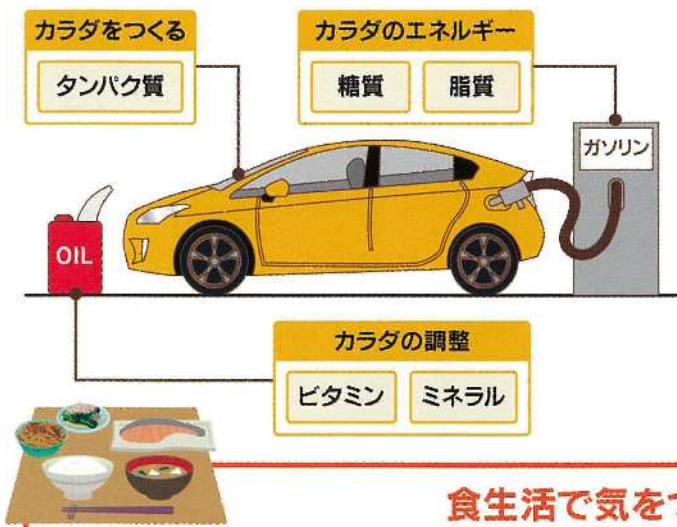 カラダをつくる
タンパク質
カラダのエネルギー
糖質 脂質
ガソリン
OIL
カラダの調整
ビタミン ミネラル
食生活で気を